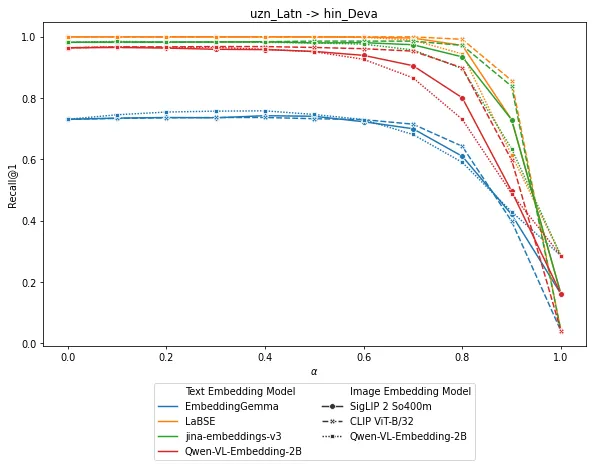 uzn_Latn -> hin_Deva
Recall@1
1.0
0.8
0.6
0.4
0.2
0.0
0.0 0.2 0.4 0.6 0.8 1.0
α
Text Embedding Model
EmbeddingGemma
LaBSE
jina-embeddings-v3
Qwen-VL-Embedding-2B
Image Embedding Model
SigLIP 2 So400m
CLIP ViT-B/32
Qwen-VL-Embedding-2B